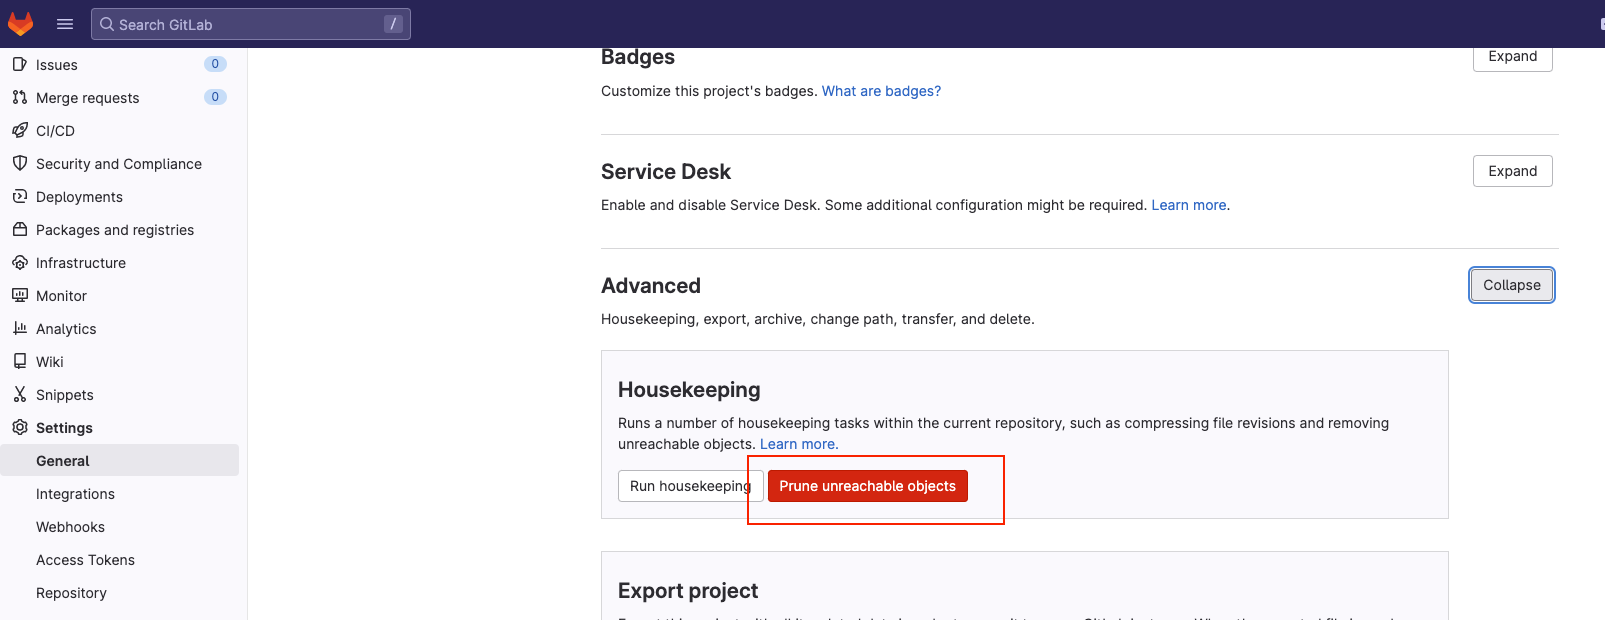 Search GitLab
/
Issues 0
Merge requests 0
CI/CD
Security and Compliance
Deployments
Packages and registries
Infrastructure
Monitor
Analytics
Wiki
Snippets
Settings
General
Integrations
Webhooks
Access Tokens
Repository
Badges
Expand
Customize this project's badges. What are badges?
Service Desk
Expand
Enable and disable Service Desk. Some additional configuration might be required. Learn more.
Advanced
Collapse
Housekeeping, export, archive, change path, transfer, and delete.
Housekeeping
Runs a number of housekeeping tasks within the current repository, such as compressing file revisions and removing
unreachable objects. Learn more.
Run housekeeping
Prune unreachable objects
Export project